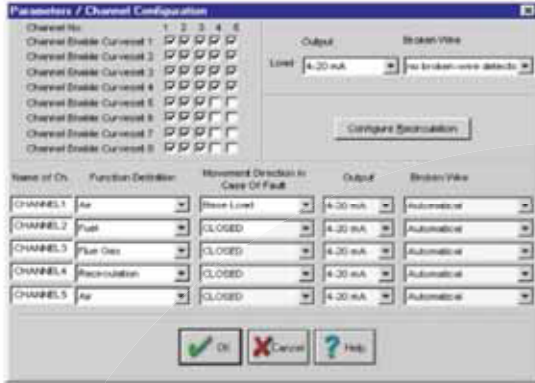 Parameters / Channel Configuration
Channel No. 1 2 3 4 5
Channel Enable Curveset 1
Channel Enable Curveset 2
Channel Enable Curveset 3
Channel Enable Curveset 4
Channel Enable Curveset 5
Channel Enable Curveset 6
Channel Enable Curveset 7
Channel Enable Curveset 8
Output Broken Wire
Load 4-20 mA no broken-wire detectio
Configure Recirculation
Name of Ch. Function Definition Movement Direction In Case Of Fault Output Broken Wire
CHANNEL1 Air Base Load 4-20 mA Automatical
CHANNEL2 Fuel CLOSED 4-20 mA Automatical
CHANNEL3 Flue Gas CLOSED 4-20 mA Automatical
CHANNEL4 Recirculation CLOSED 4-20 mA Automatical
CHANNEL5 Air CLOSED 4-20 mA Automatical
OK Cancel Help